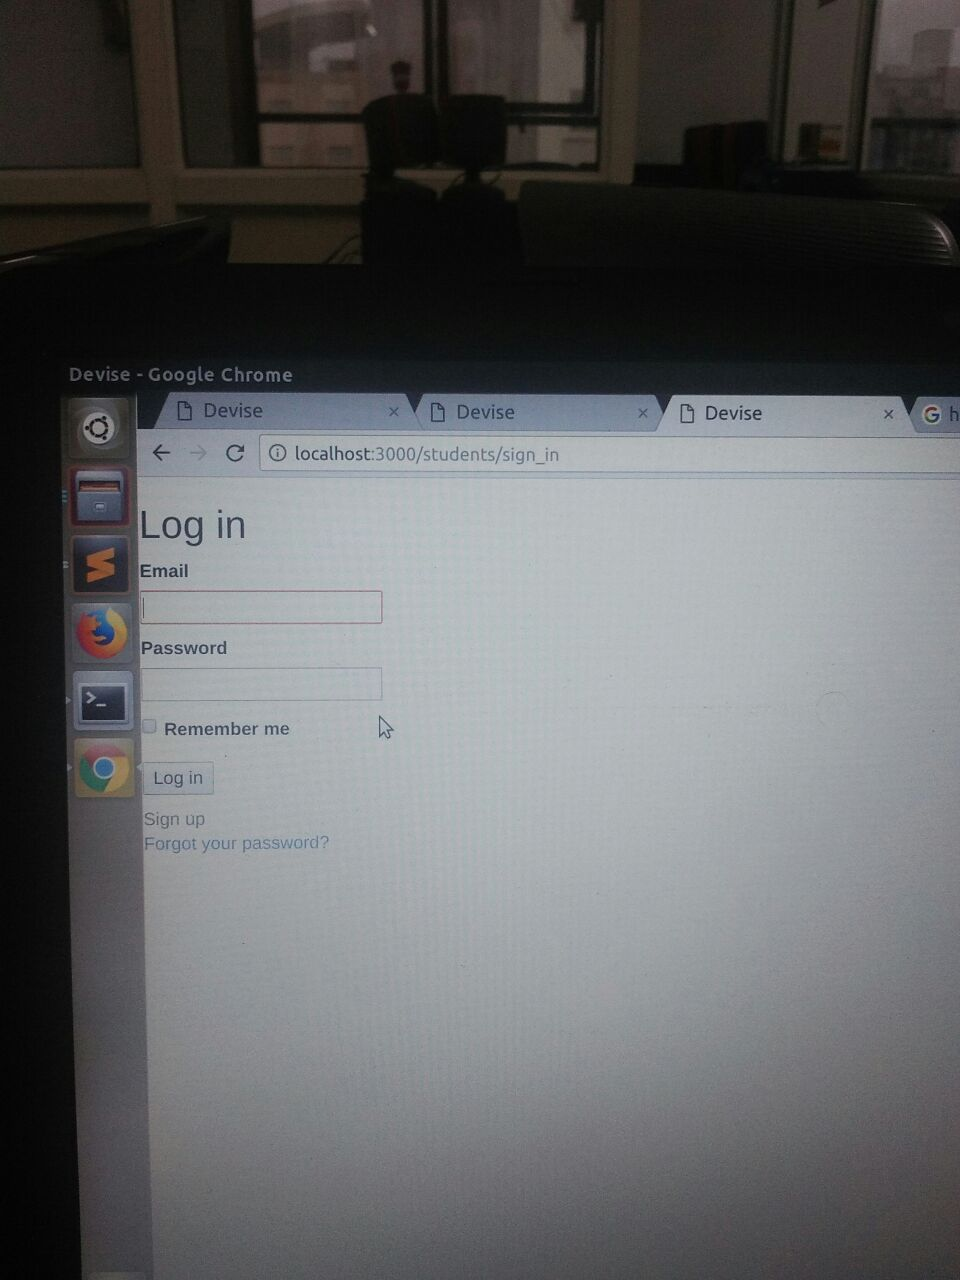 Devise - Google Chrome
Devise
Devise
Devise
h
localhost:3000/students/sign_in
Log in
Email
Password
Remember me
Log in
Sign up
Forgot your password?